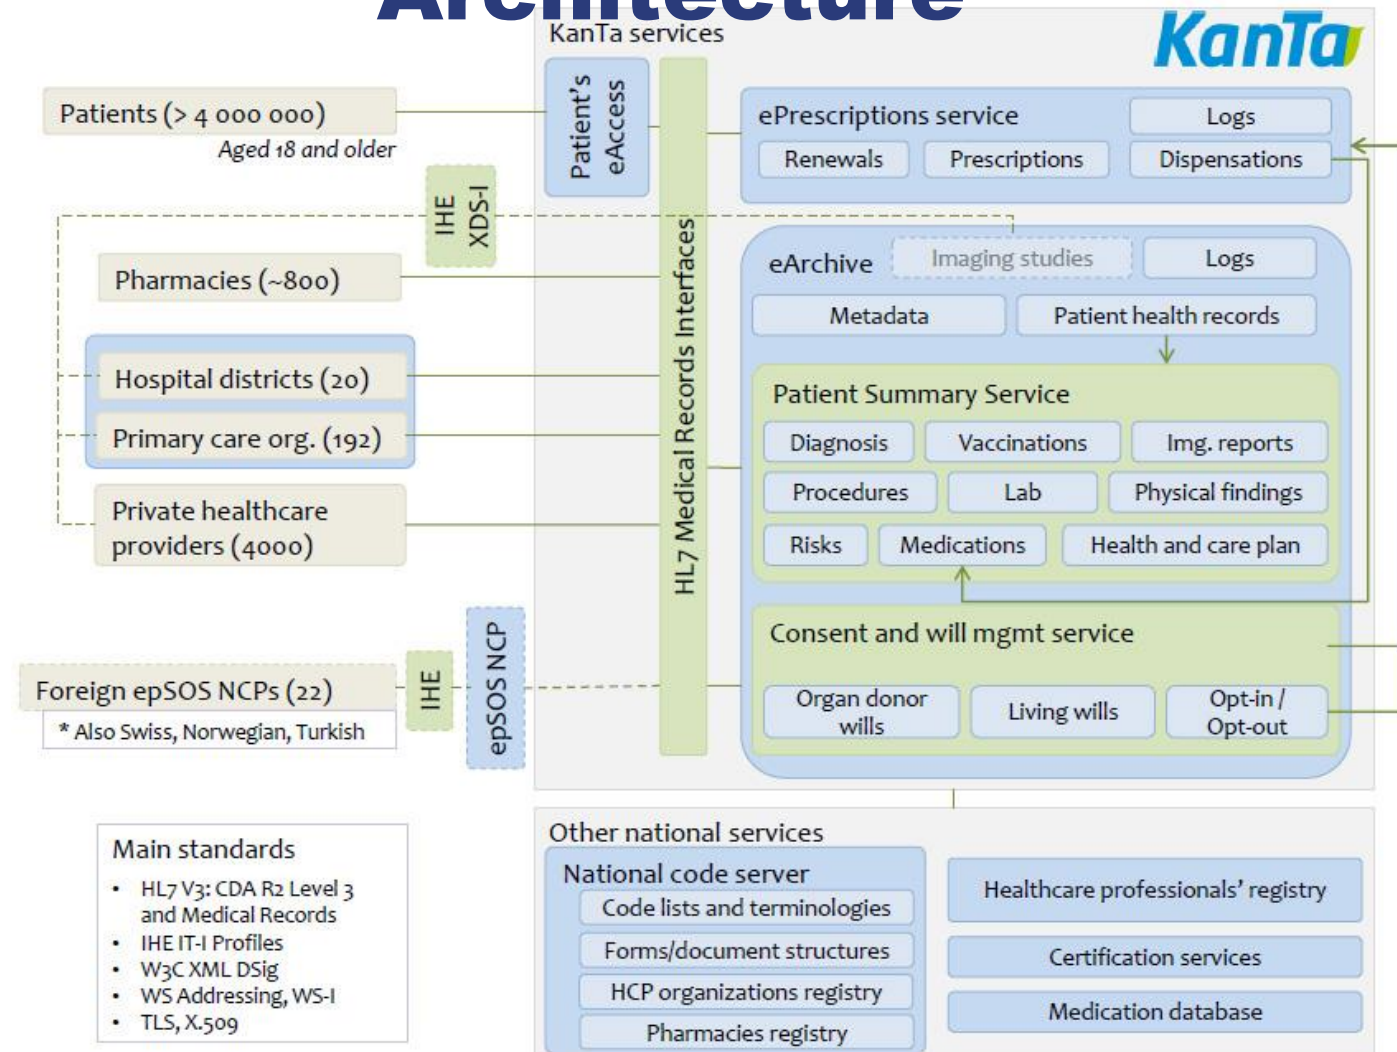 Architecture
KanTa services
KanTa
Patients (> 4 000 000)
Aged 18 and older
Patient's
eAccess
ePrescriptions service
Logs
Renewals
Prescriptions
Dispensations
IHE
XDS-I
HL7 Medical Records Interfaces
Pharmacies (~800)
Hospital districts (20)
Primary care org. (192)
Private healthcare
providers (4000)
eArchive
Imaging studies
Logs
Metadata
Patient health records
Patient Summary Service
Diagnosis
Vaccinations
Img. reports
Procedures
Lab
Physical findings
Risks
Medications
Health and care plan
Consent and will mgmt service
Organ donor
wills
Living wills
Opt-in /
Opt-out
Foreign epSOS NCPs (22)
* Also Swiss, Norwegian, Turkish
IHE
epSOS NCP
Main standards
• HL7 V3: CDA R2 Level 3
and Medical Records
• IHE IT-I Profiles
• W3C XML DSig
• WS Addressing, WS-I
• TLS, X.509
Other national services
National code server
Code lists and terminologies
Forms/document structures
HCP organizations registry
Pharmacies registry
Healthcare professionals' registry
Certification services
Medication database